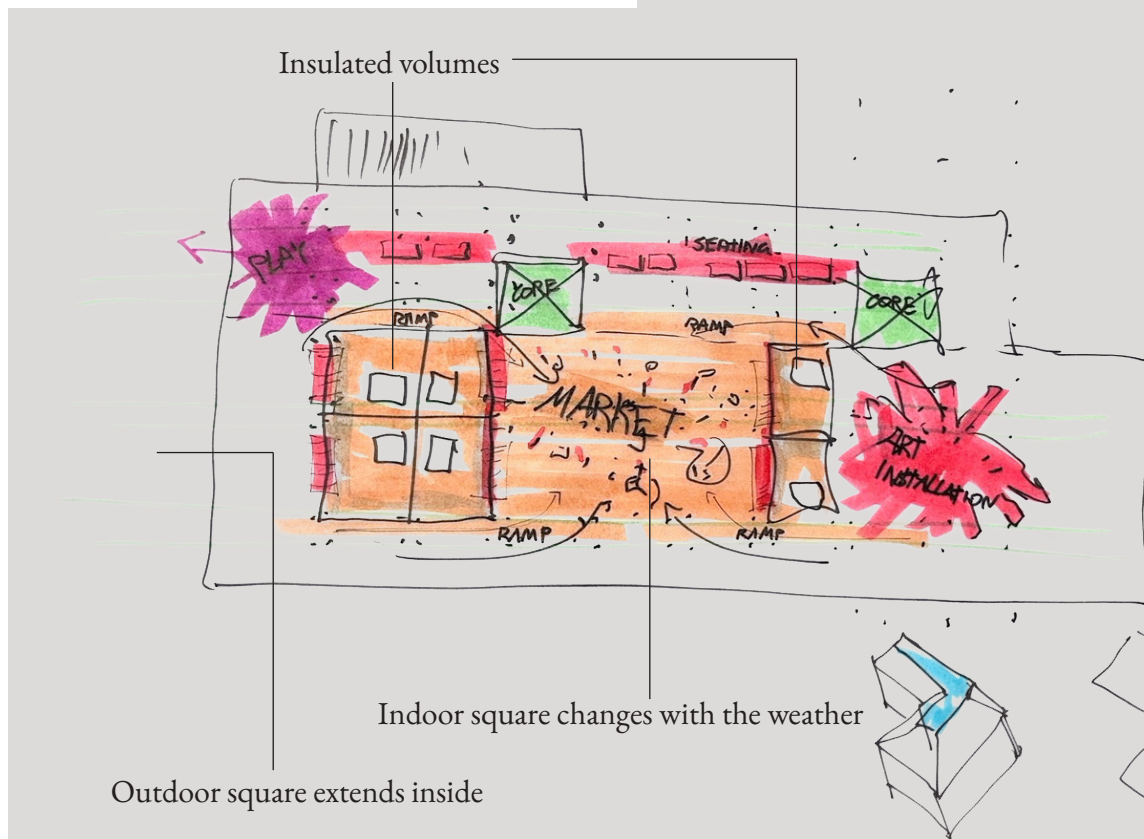 Insulated volumes
SEATING
PLAY
CORE
CORE
RAMP
RAMP
MARKET
ART
INSTALLATION
RAMP
RAMP
Indoor square changes with the weather
Outdoor square extends inside